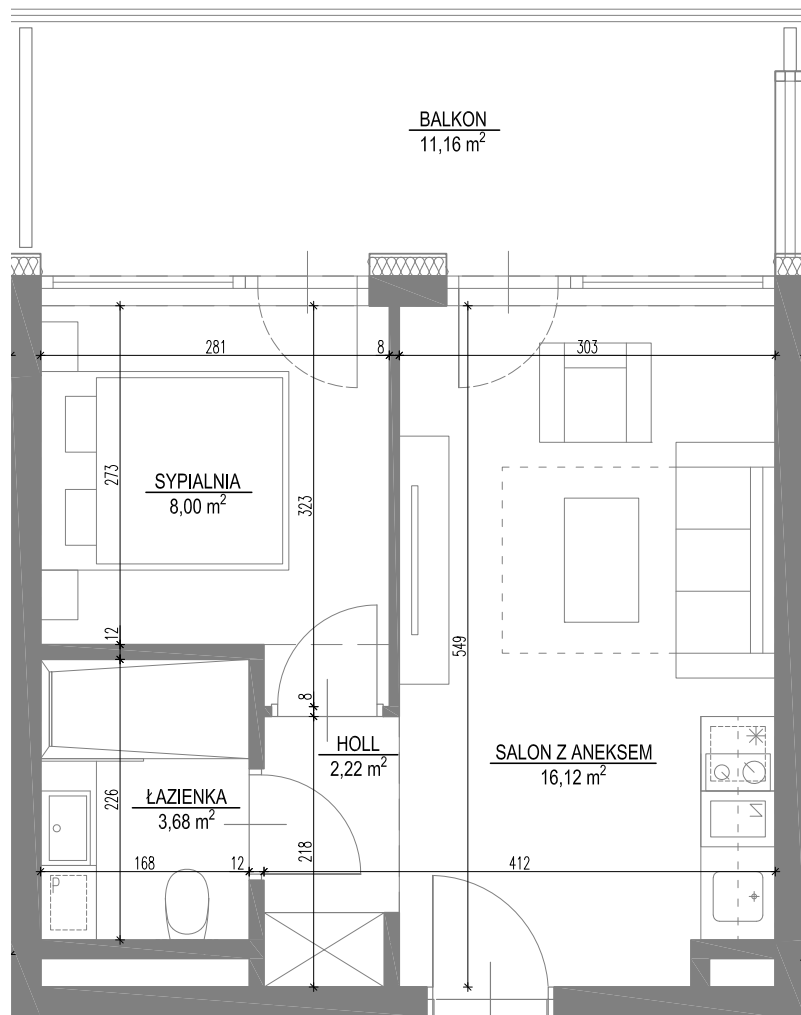 BALKON
11,16 m²
281
8
303
273
SYPIALNIA
8,00 m²
323
12
549
8
HOLL
2,22 m²
SALON Z ANEKSEM
16,12 m²
ŁAZIENKA
3,68 m²
226
218
168
12
412
P
N